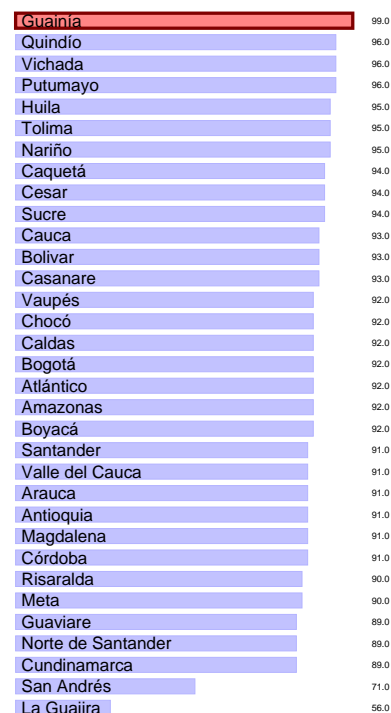 Guainía 99.0
Quindío 96.0
Vichada 96.0
Putumayo 96.0
Huila 95.0
Tolima 95.0
Nariño 95.0
Caquetá 94.0
Cesar 94.0
Sucre 94.0
Cauca 93.0
Bolivar 93.0
Casanare 93.0
Vaupés 92.0
Chocó 92.0
Caldas 92.0
Bogotá 92.0
Atlántico 92.0
Amazonas 92.0
Boyacá 92.0
Santander 91.0
Valle del Cauca 91.0
Arauca 91.0
Antioquia 91.0
Magdalena 91.0
Córdoba 91.0
Risaralda 90.0
Meta 90.0
Guaviare 89.0
Norte de Santander 89.0
Cundinamarca 89.0
San Andrés 71.0
La Guajira 56.0